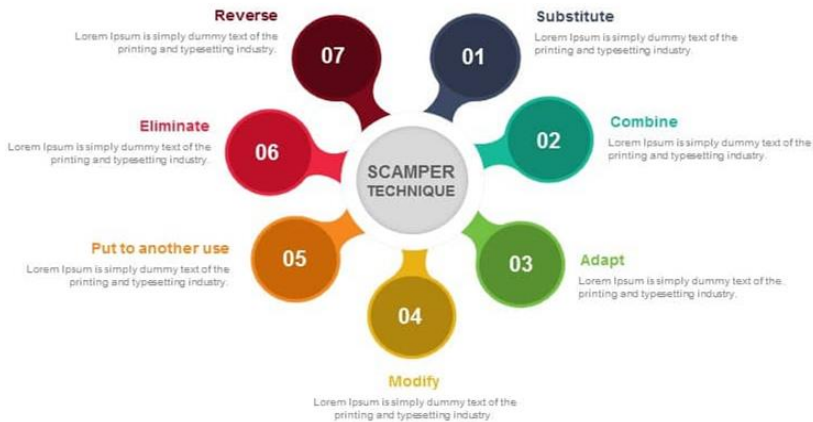 SCAMPER
TECHNIQUE
01
Substitute
Lorem Ipsum is simply dummy text of the
printing and typesetting industry.
02
Combine
Lorem Ipsum is simply dummy text of the
printing and typesetting industry.
03
Adapt
Lorem Ipsum is simply dummy text of the
printing and typesetting industry.
04
Modify
Lorem Ipsum is simply dummy text of the
printing and typesetting industry
05
Put to another use
Lorem Ipsum is simply dummy text of the
printing and typesetting industry.
06
Eliminate
Lorem Ipsum is simply dummy text of the
printing and typesetting industry.
07
Reverse
Lorem Ipsum is simply dummy text of the
printing and typesetting industry.